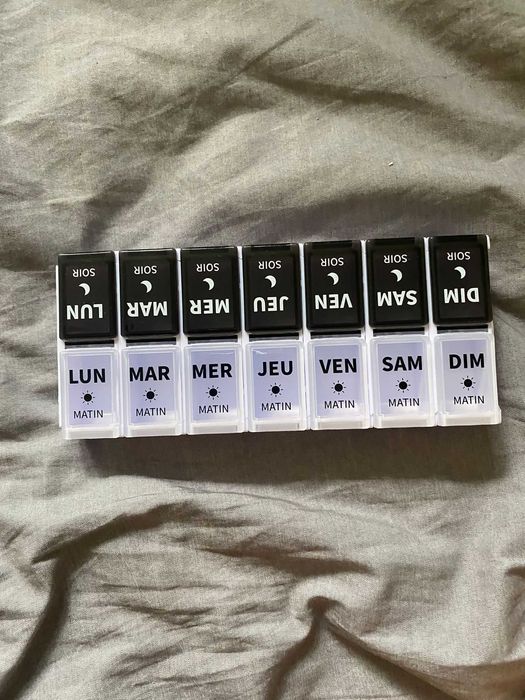 LUN
SOIR
MAR
SOIR
MER
SOIR
JEU
SOIR
VEN
SOIR
SAM
SOIR
DIM
SOIR
LUN
MATIN
MAR
MATIN
MER
MATIN
JEU
MATIN
VEN
MATIN
SAM
MATIN
DIM
MATIN